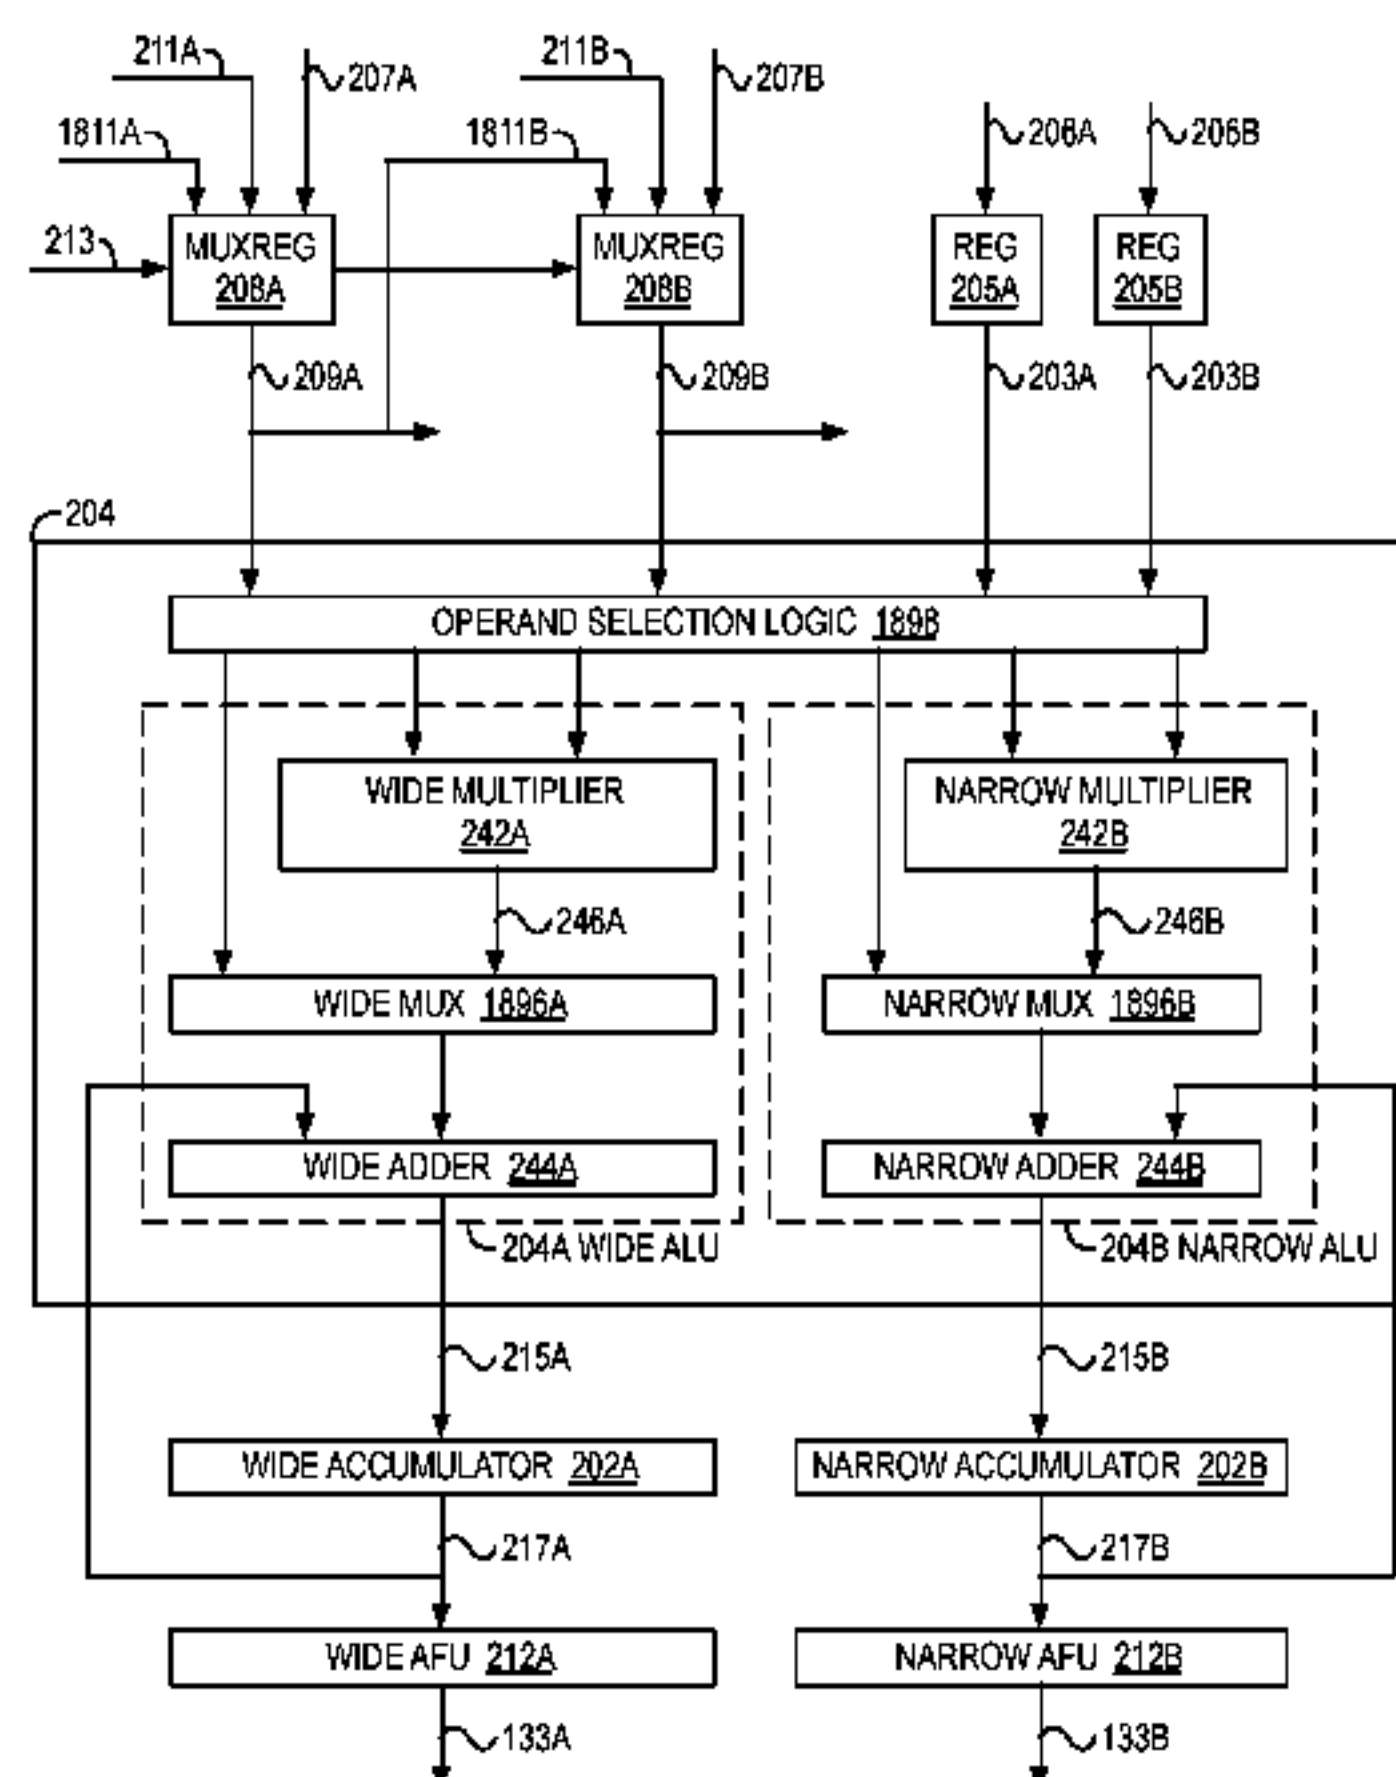 211A
207A
211B
207B
1811A
1811B
206A
206B
213
MUXREG
208A
MUXREG
208B
REG
205A
REG
205B
209A
209B
203A
203B
204
OPERAND SELECTION LOGIC 1898
WIDE MULTIPLIER
242A
NARROW MULTIPLIER
242B
246A
246B
WIDE MUX 1896A
NARROW MUX 1896B
WIDE ADDER 244A
NARROW ADDER 244B
204A WIDE ALU
204B NARROW ALU
215A
215B
WIDE ACCUMULATOR 202A
NARROW ACCUMULATOR 202B
217A
217B
WIDE AFU 212A
NARROW AFU 212B
133A
133B